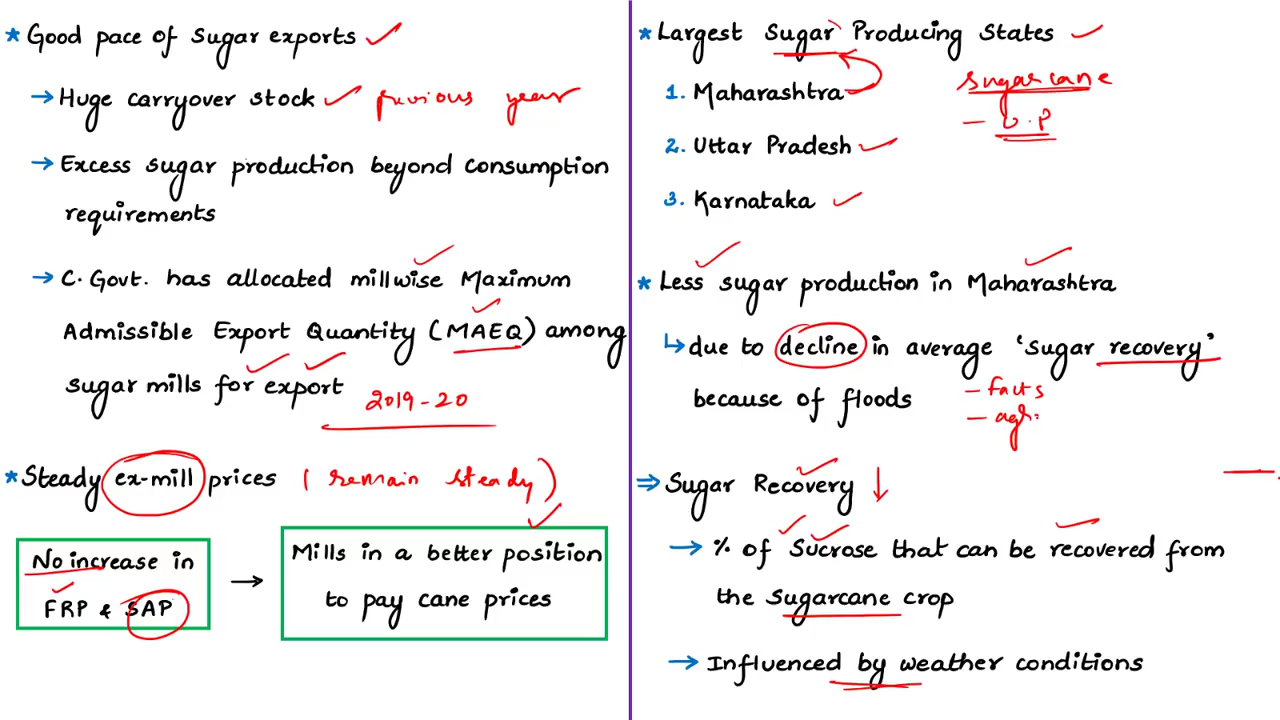 * Good pace of sugar exports
→ Huge carryover stock previous year
→ Excess sugar production beyond consumption
requirements
→ C. Govt. has allocated millwise Maximum
Admissible Export Quantity (MAEQ) among
sugar mills for export
2019-20
* Steady ex-mill prices (remain steady)
No increase in
FRP & SAP
→
Mills in a better position
to pay cane prices
* Largest Sugar Producing States
1. Maharashtra
2. Uttar Pradesh
3. Karnataka
sugarcane
- U.P
* Less sugar production in Maharashtra
↳ due to decline in average 'sugar recovery'
because of floods
- facts
⇒ Sugar Recovery ↓
→ % of Sucrose that can be recovered from
the sugarcane crop
→ Influenced by weather conditions